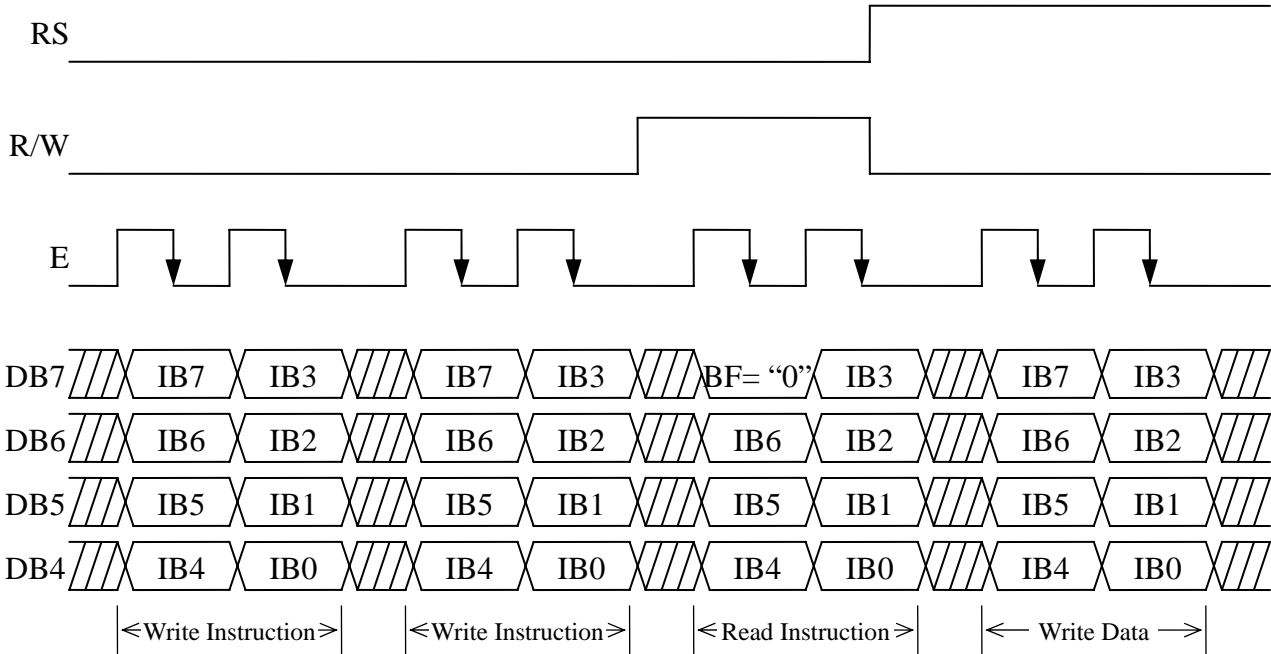 RS
R/W
E
DB7 IB7 IB3 IB7 IB3 BF= “0” IB3 IB7 IB3
DB6 IB6 IB2 IB6 IB2 IB6 IB2 IB6 IB2
DB5 IB5 IB1 IB5 IB1 IB5 IB1 IB5 IB1
DB4 IB4 IB0 IB4 IB0 IB4 IB0 IB4 IB0
Write Instruction Write Instruction Read Instruction Write Data